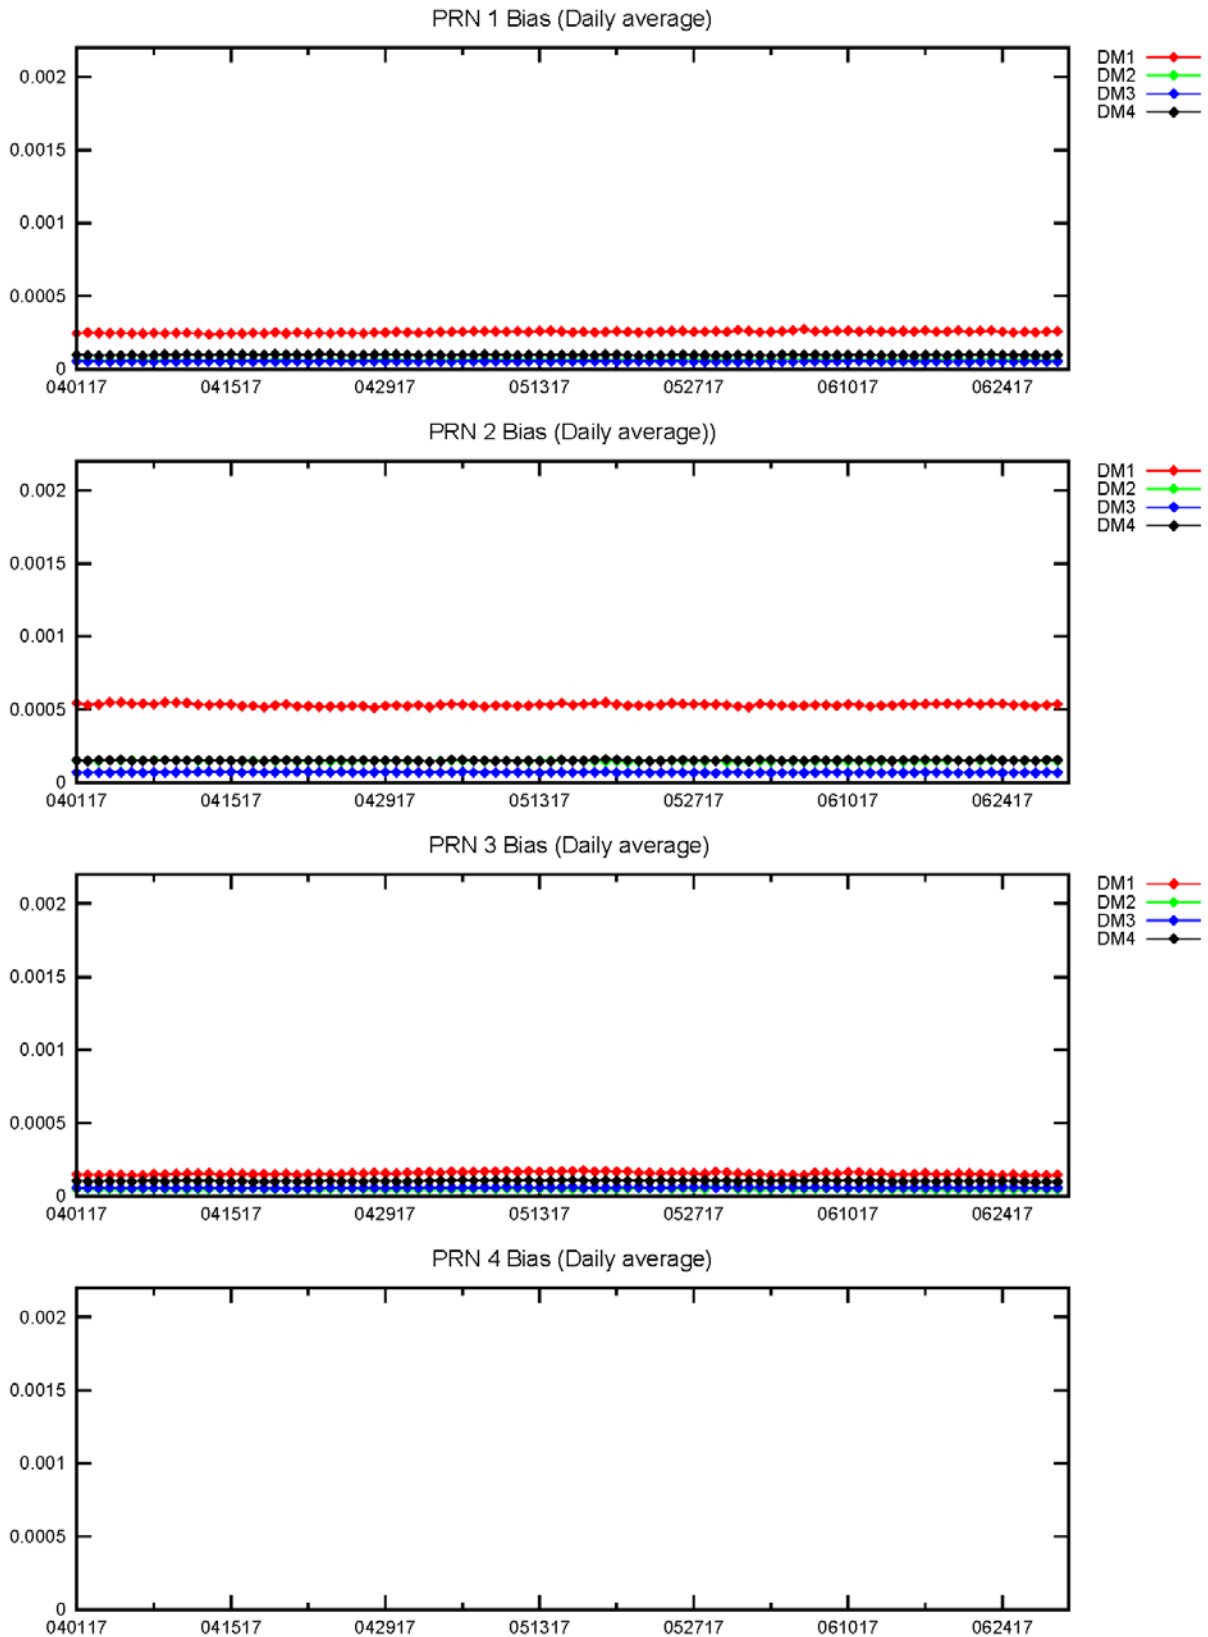 PRN 1 Bias (Daily average)
0.002
0.0015
0.001
0.0005
0
040117 041517 042917 051317 052717 061017 062417
DM1
DM2
DM3
DM4
PRN 2 Bias (Daily average))
0.002
0.0015
0.001
0.0005
0
040117 041517 042917 051317 052717 061017 062417
DM1
DM2
DM3
DM4
PRN 3 Bias (Daily average)
0.002
0.0015
0.001
0.0005
0
040117 041517 042917 051317 052717 061017 062417
DM1
DM2
DM3
DM4
PRN 4 Bias (Daily average)
0.002
0.0015
0.001
0.0005
0
040117 041517 042917 051317 052717 061017 062417